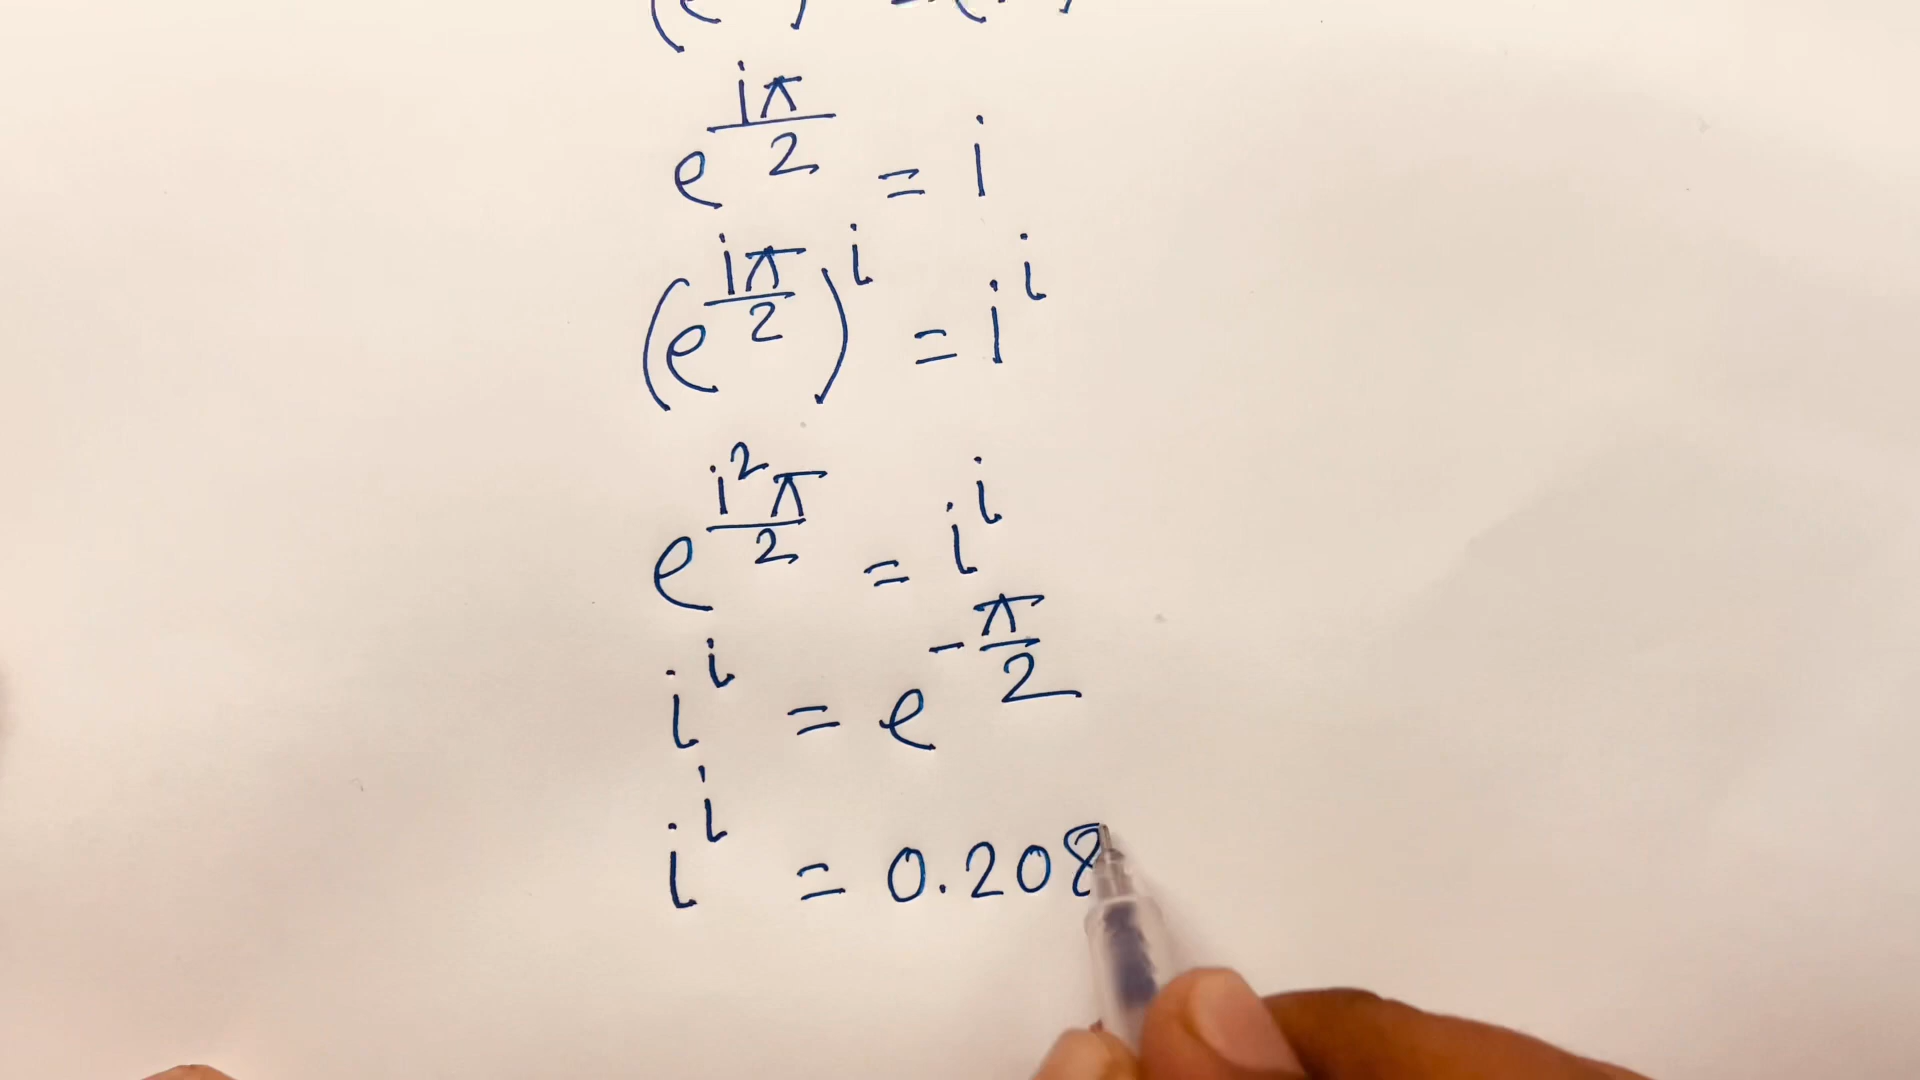 e^(iπ/2) = i
(e^(iπ/2))^i = i^i
e^(i²π/2) = i^i
i^i = e^(-π/2)
i^i = 0.208